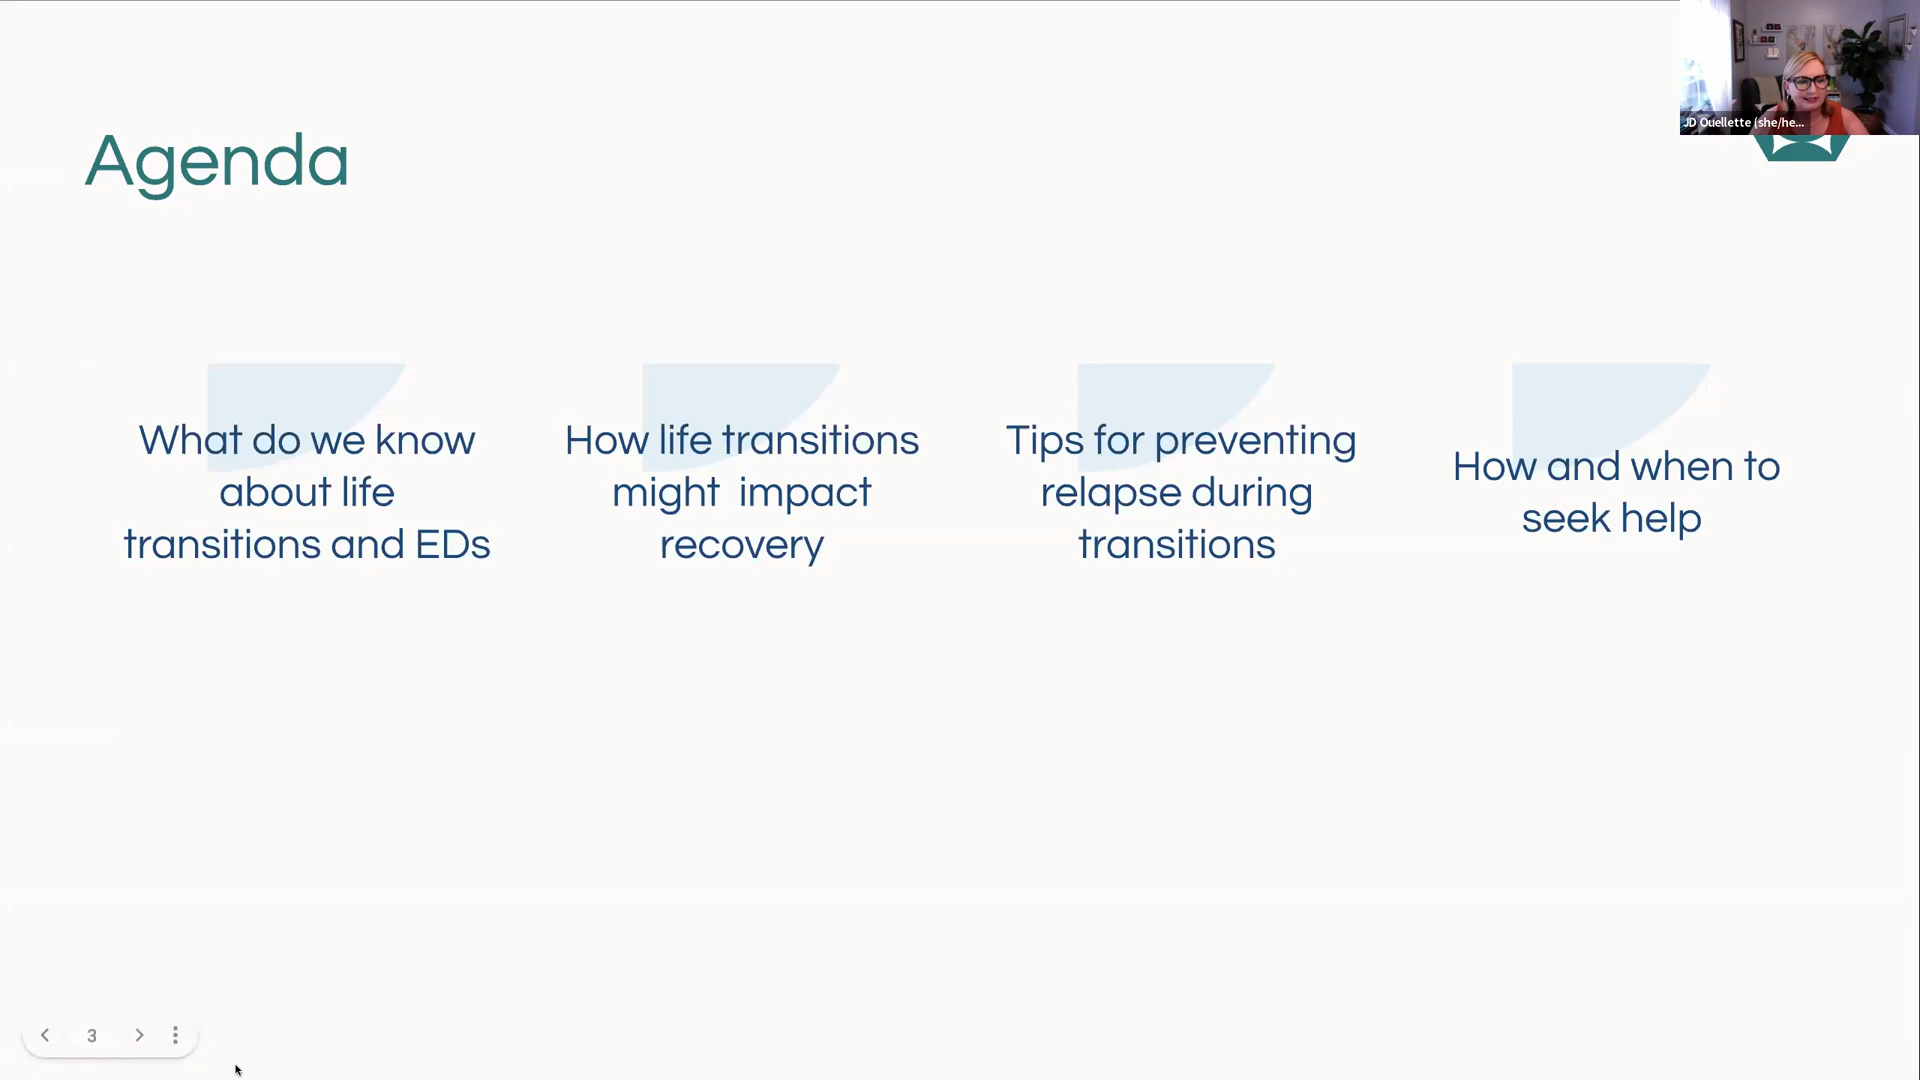 JD Ouellette (she/he...
Agenda
What do we know
about life
transitions and EDs
How life transitions
might  impact
recovery
Tips for preventing
relapse during
transitions
How and when to
seek help
3